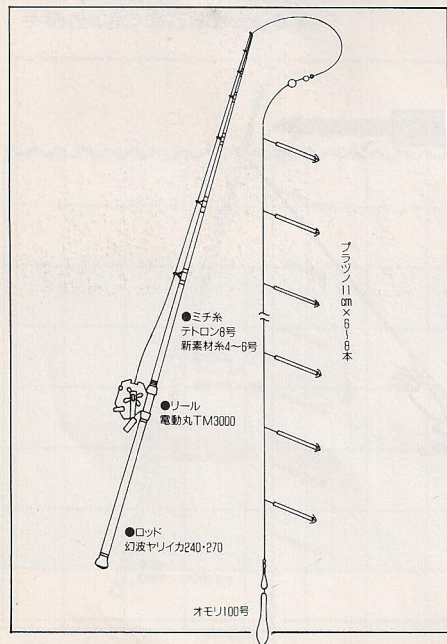 ●ミチ糸
テトロン8号
新素材糸4〜6号
●リール
電動丸TM3000
●ロッド
幻波ヤリイカ240・270
プラヅノ11cm×6〜8本
オモリ100号